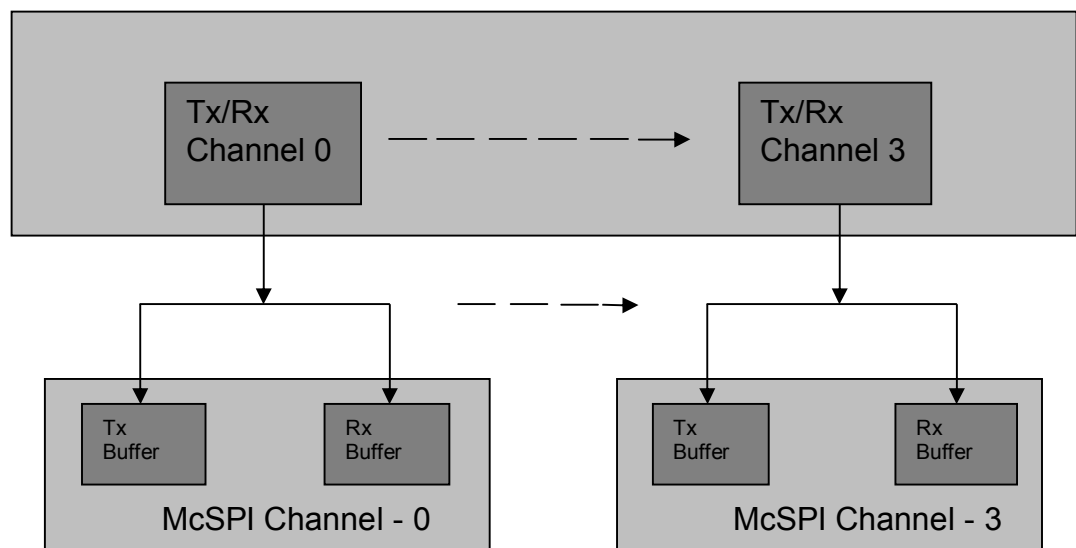 Tx/Rx
Channel 0
Tx/Rx
Channel 3
Tx
Buffer
Rx
Buffer
McSPI Channel - 0
Tx
Buffer
Rx
Buffer
McSPI Channel - 3